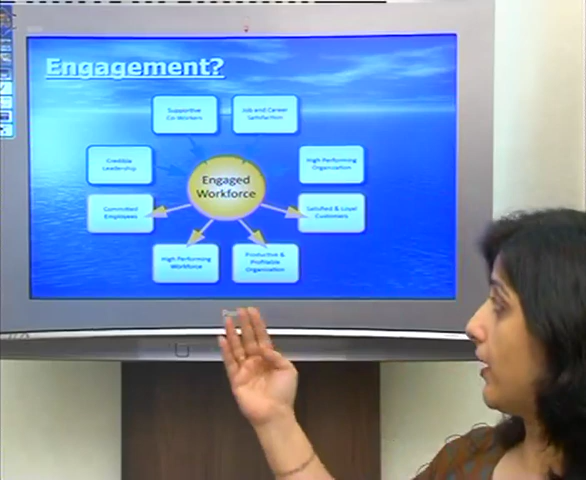 Engagement?
Supportive
Co-Workers
Job and Career
Satisfaction
Credible
Leadership
High Performing
Organization
Engaged
Workforce
Committed
Employees
Satisfied & Loyal
Customers
High Performing
Workforce
Productive &
Profitable
Organization